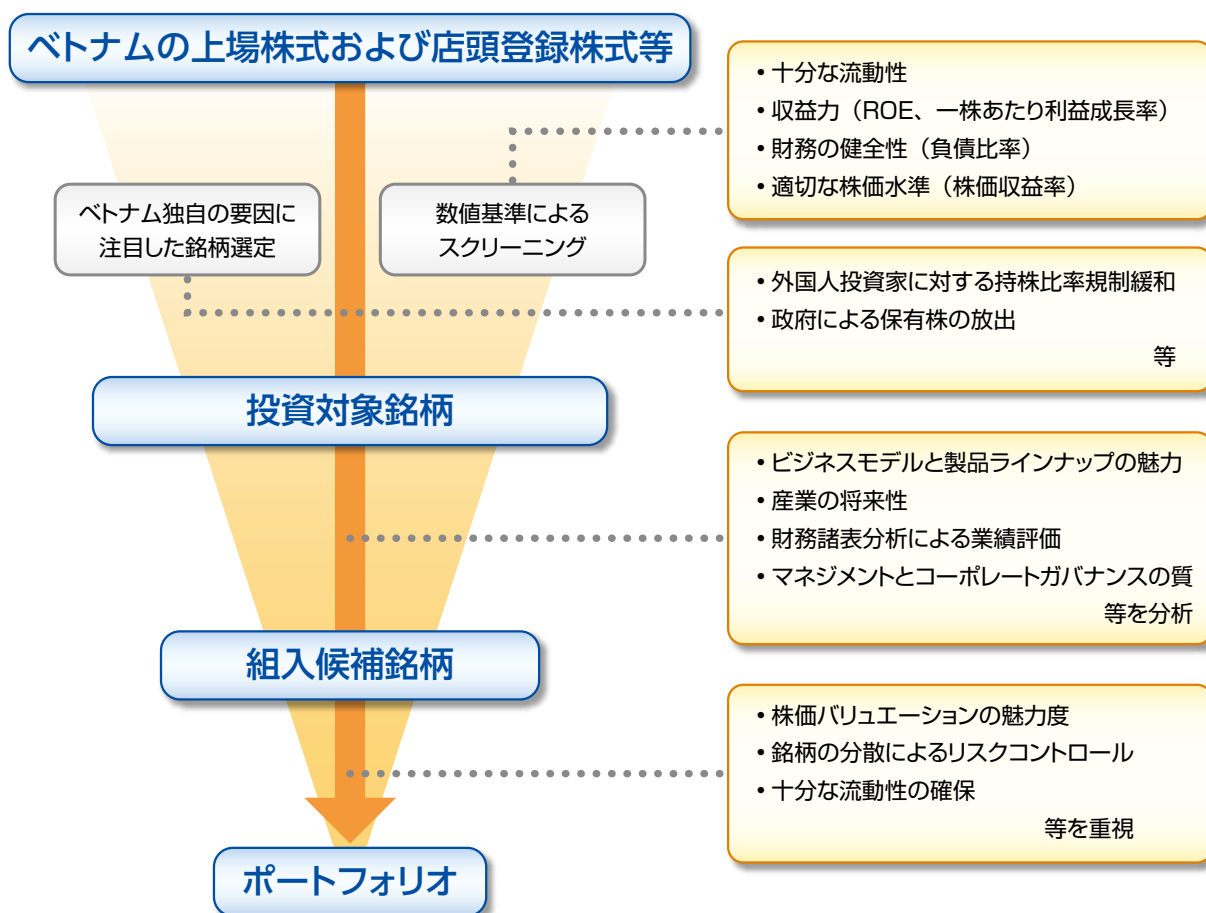 ベトナムの上場株式および店頭登録株式等
・十分な流動性
・収益力（ROE、一株あたり利益成長率）
・財務の健全性（負債比率）
・適切な株価水準（株価収益率）
ベトナム独自の要因に
注目した銘柄選定
数値基準による
スクリーニング
・外国人投資家に対する持株比率規制緩和
・政府による保有株の放出
等
投資対象銘柄
・ビジネスモデルと製品ラインナップの魅力
・産業の将来性
・財務諸表分析による業績評価
・マネジメントとコーポレートガバナンスの質
等を分析
組入候補銘柄
・株価バリュエーションの魅力度
・銘柄の分散によるリスクコントロール
・十分な流動性の確保
等を重視
ポートフォリオ